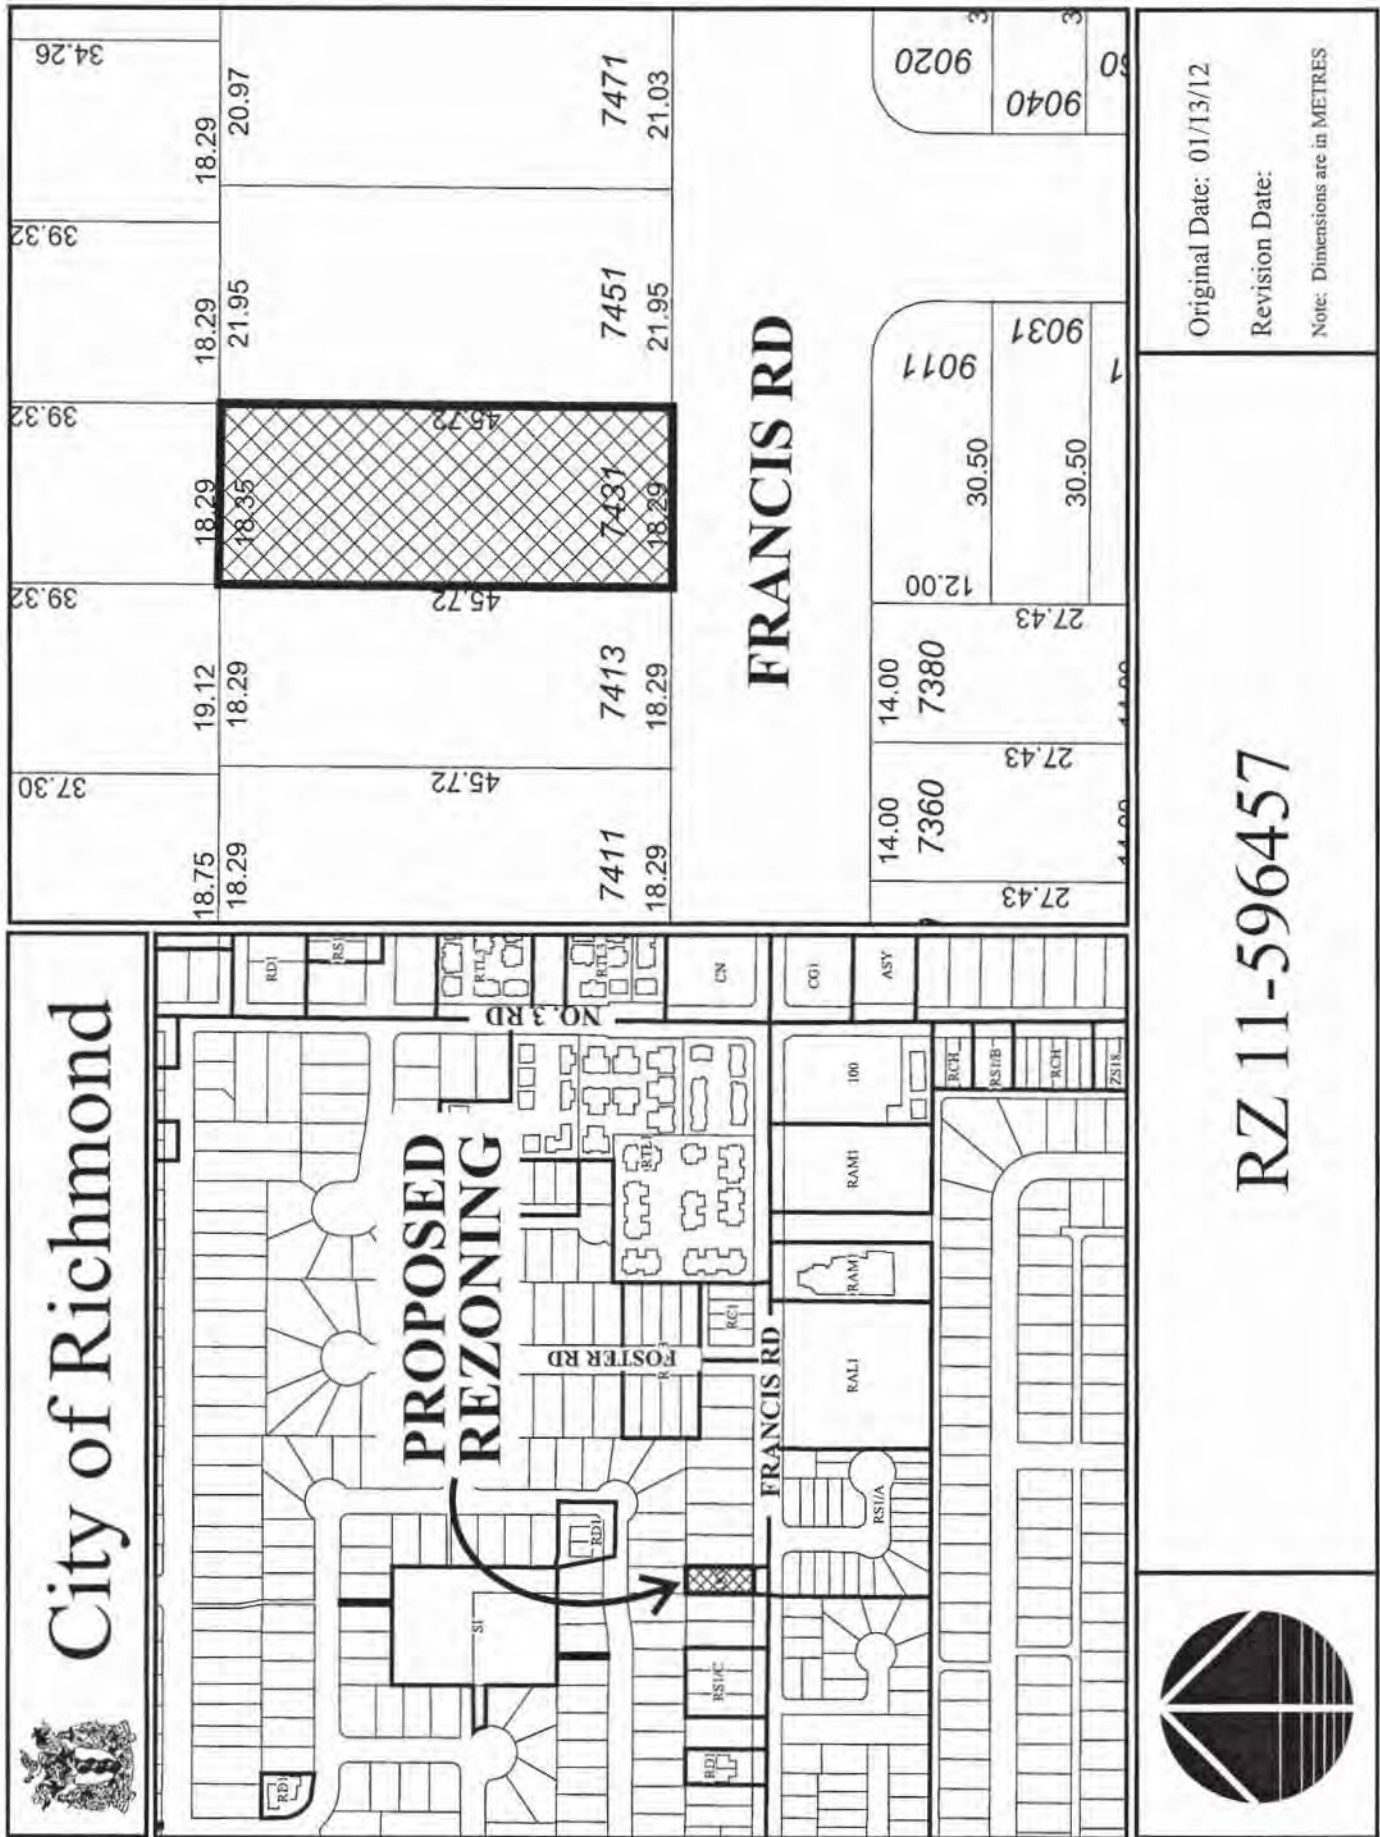 City of Richmond
RD1
RS1
RTL3
RTL3
CN
CG1
ASY
NO. 3 RD
PROPOSED
REZONING
RTL1
100
RCH
RS1/B
RCH
ZS18
RAM1
RAM1
RC1
FOSTER RD
FRANCIS RD
RAL1
RD1
RS1/A
SI
RS1/C
RD1
RD1
34.26
39.32
39.32
39.32
37.30
18.75
19.12
18.29
18.29
18.29
18.29
18.29
18.35
21.95
20.97
45.72
45.72
45.72
7411
7413
7431
7451
7471
18.29
18.29
18.29
21.95
21.03
FRANCIS RD
14.00
14.00
12.00
9011
9020
7360
7380
30.50
9031
9040
30.50
27.43
27.43
27.43
RZ 11-596457
Original Date: 01/13/12
Revision Date:
Note: Dimensions are in METRES